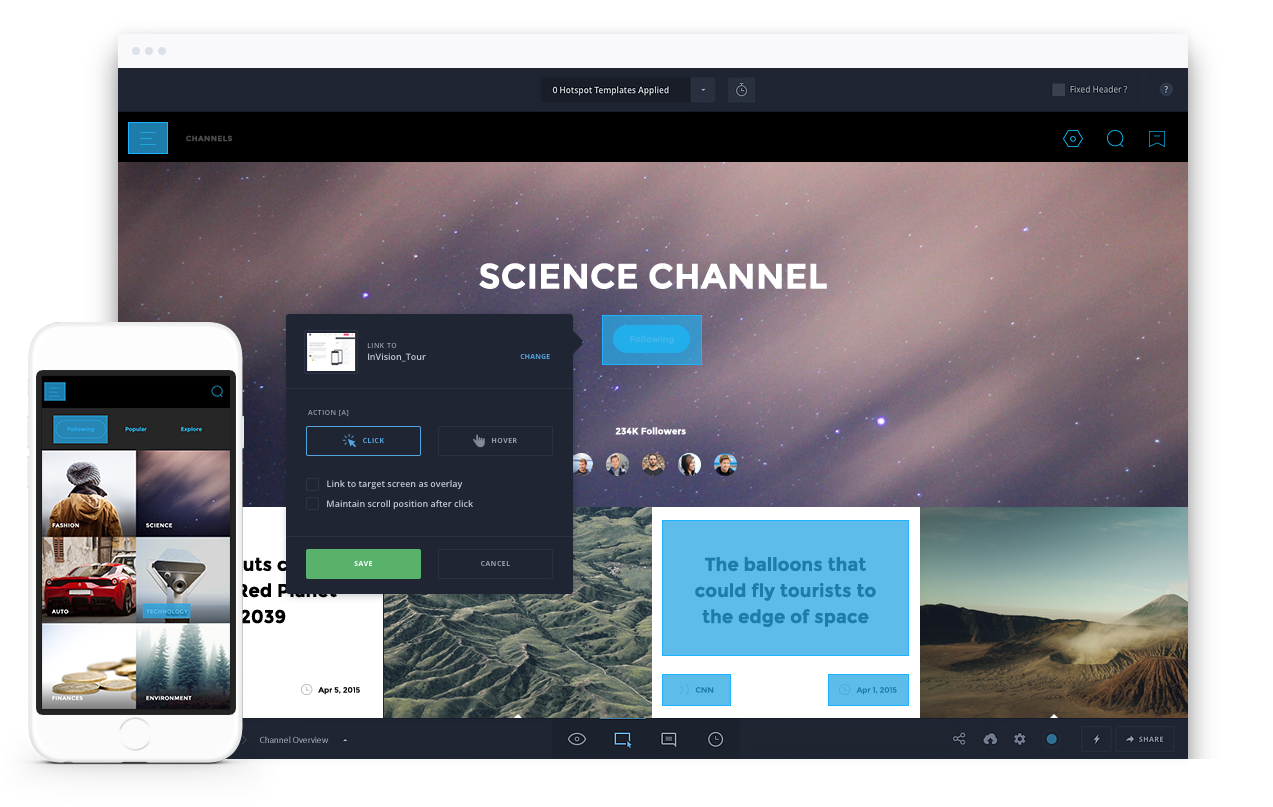 0 Hotspot Templates Applied
Fixed Header ?
?
CHANNELS
SCIENCE CHANNEL
Following
234K Followers
LINK TO
InVision_Tour
CHANGE
ACTION [A]
CLICK
HOVER
Link to target screen as overlay
Maintain scroll position after click
SAVE
CANCEL
Red Planet
2039
Apr 5, 2015
The balloons that
could fly tourists to
the edge of space
CNN
Apr 1, 2015
Channel Overview
SHARE
Following
Popular
Explore
FASHION
SCIENCE
AUTO
TECHNOLOGY
FINANCES
ENVIRONMENT